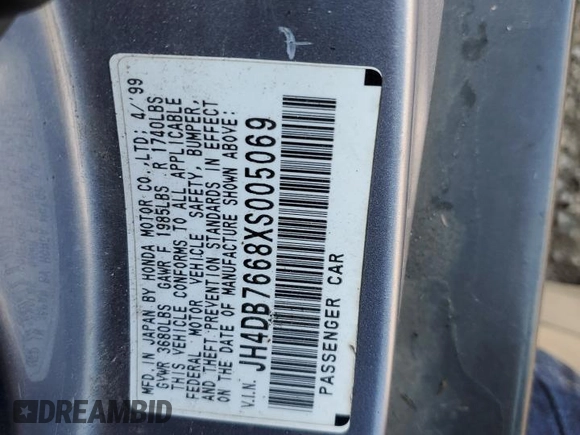 MFD. IN JAPAN BY HONDA MOTOR CO.,LTD; 4/'99
GVWR 3680LBS GAWR F 1985LBS R 1740LBS
THIS VEHICLE CONFORMS TO ALL APPLICABLE
FEDERAL MOTOR VEHICLE SAFETY, BUMPER,
AND THEFT PREVENTION STANDARDS IN EFFECT
ON THE DATE OF MANUFACTURE SHOWN ABOVE:
V.I.N. JH4DB7668XS005069
PASSENGER CAR
DREAMBID